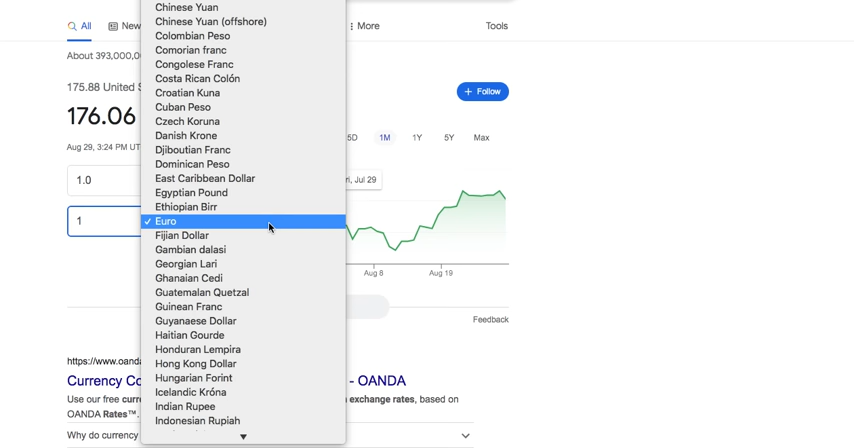 Chinese Yuan
Chinese Yuan (offshore)
All
New
More
Tools
Colombian Peso
Comorian franc
About 393,000,0
Congolese Franc
Costa Rican Colón
175.88 United S
Croatian Kuna
+ Follow
Cuban Peso
176.06
Czech Koruna
Danish Krone
5D 1M 1Y 5Y Max
Aug 29, 3:24 PM UT
Djiboutian Franc
Dominican Peso
1.0
East Caribbean Dollar
ri, Jul 29
Egyptian Pound
Ethiopian Birr
1
✓ Euro
Fijian Dollar
Gambian dalasi
Georgian Lari
Aug 8 Aug 19
Ghanaian Cedi
Guatemalan Quetzal
Guinean Franc
Guyanaese Dollar
Feedback
Haitian Gourde
Honduran Lempira
https://www.oanda
Hong Kong Dollar
Currency Co
- OANDA
Hungarian Forint
Icelandic Króna
Use our free curr
n exchange rates, based on
Indian Rupee
OANDA Rates™.
Indonesian Rupiah
Why do currency